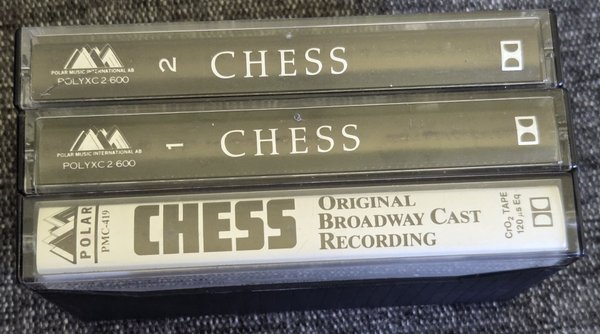 POLAR MUSIC INTERNATIONAL AB
POLYXC 2-600
2
CHESS
POLAR MUSIC INTERNATIONAL AB
POLYXC 2-600
1
CHESS
POLAR
PMC-419
CHESS
ORIGINAL
BROADWAY CAST
RECORDING
CrO₂ TAPE
120 µs Eq